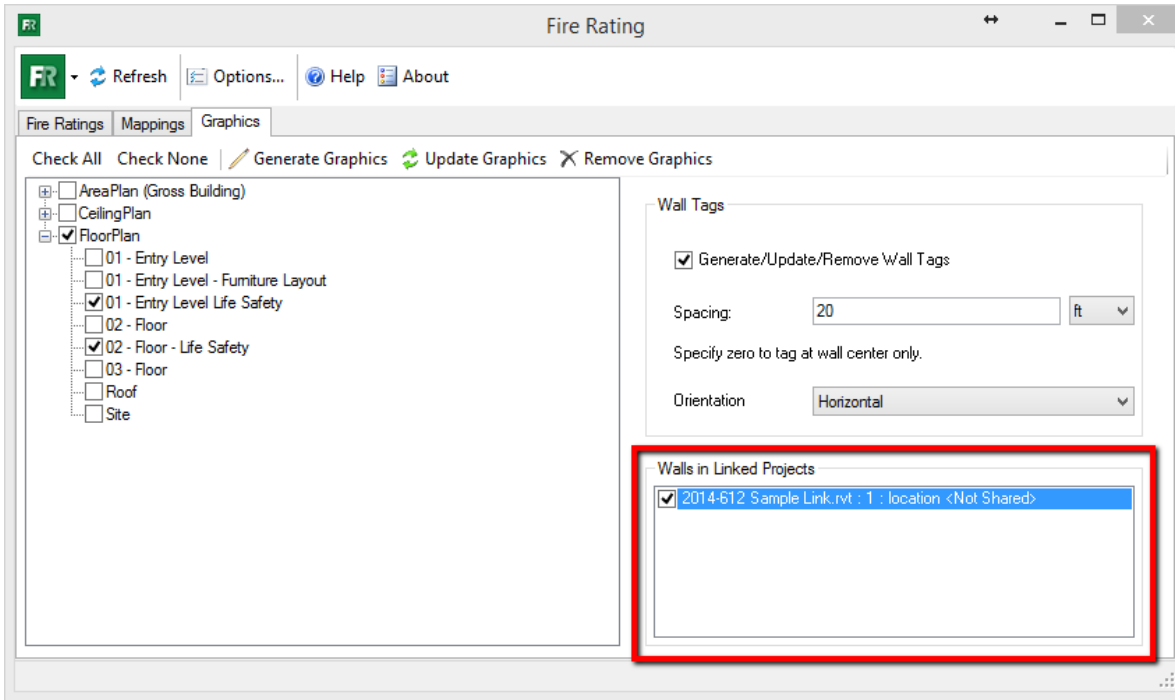 FR Fire Rating
FR Refresh Options... Help About
Fire Ratings Mappings Graphics
Check All Check None Generate Graphics Update Graphics Remove Graphics
AreaPlan (Gross Building)
CeilingPlan
FloorPlan
01 - Entry Level
01 - Entry Level - Furniture Layout
01 - Entry Level Life Safety
02 - Floor
02 - Floor - Life Safety
03 - Floor
Roof
Site
Wall Tags
Generate/Update/Remove Wall Tags
Spacing: 20 ft
Specify zero to tag at wall center only.
Orientation Horizontal
Walls in Linked Projects
2014-612 Sample Link.rvt : 1 : location <Not Shared>